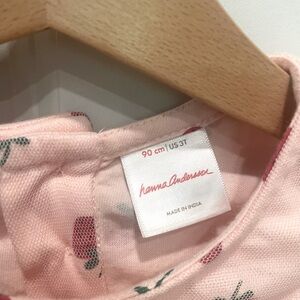 90 cm | US 3T
hanna andersson
MADE IN INDIA